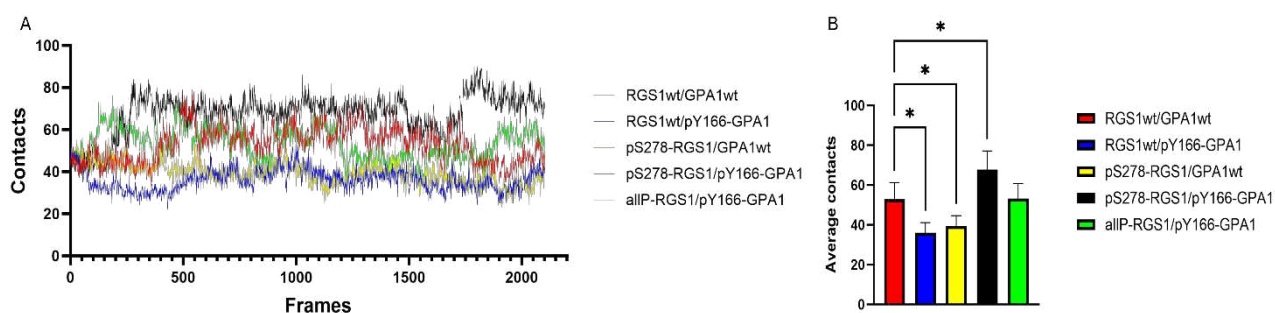 A
100
80
60
40
20
0
Contacts
0
500
1000
1500
2000
Frames
RGS1wt/GPA1wt
RGS1wt/pY166-GPA1
pS278-RGS1/GPA1wt
pS278-RGS1/pY166-GPA1
allP-RGS1/pY166-GPA1
B
*
*
*
100
80
60
40
20
0
Average contacts
RGS1wt/GPA1wt
RGS1wt/pY166-GPA1
pS278-RGS1/GPA1wt
pS278-RGS1/pY166-GPA1
allP-RGS1/pY166-GPA1